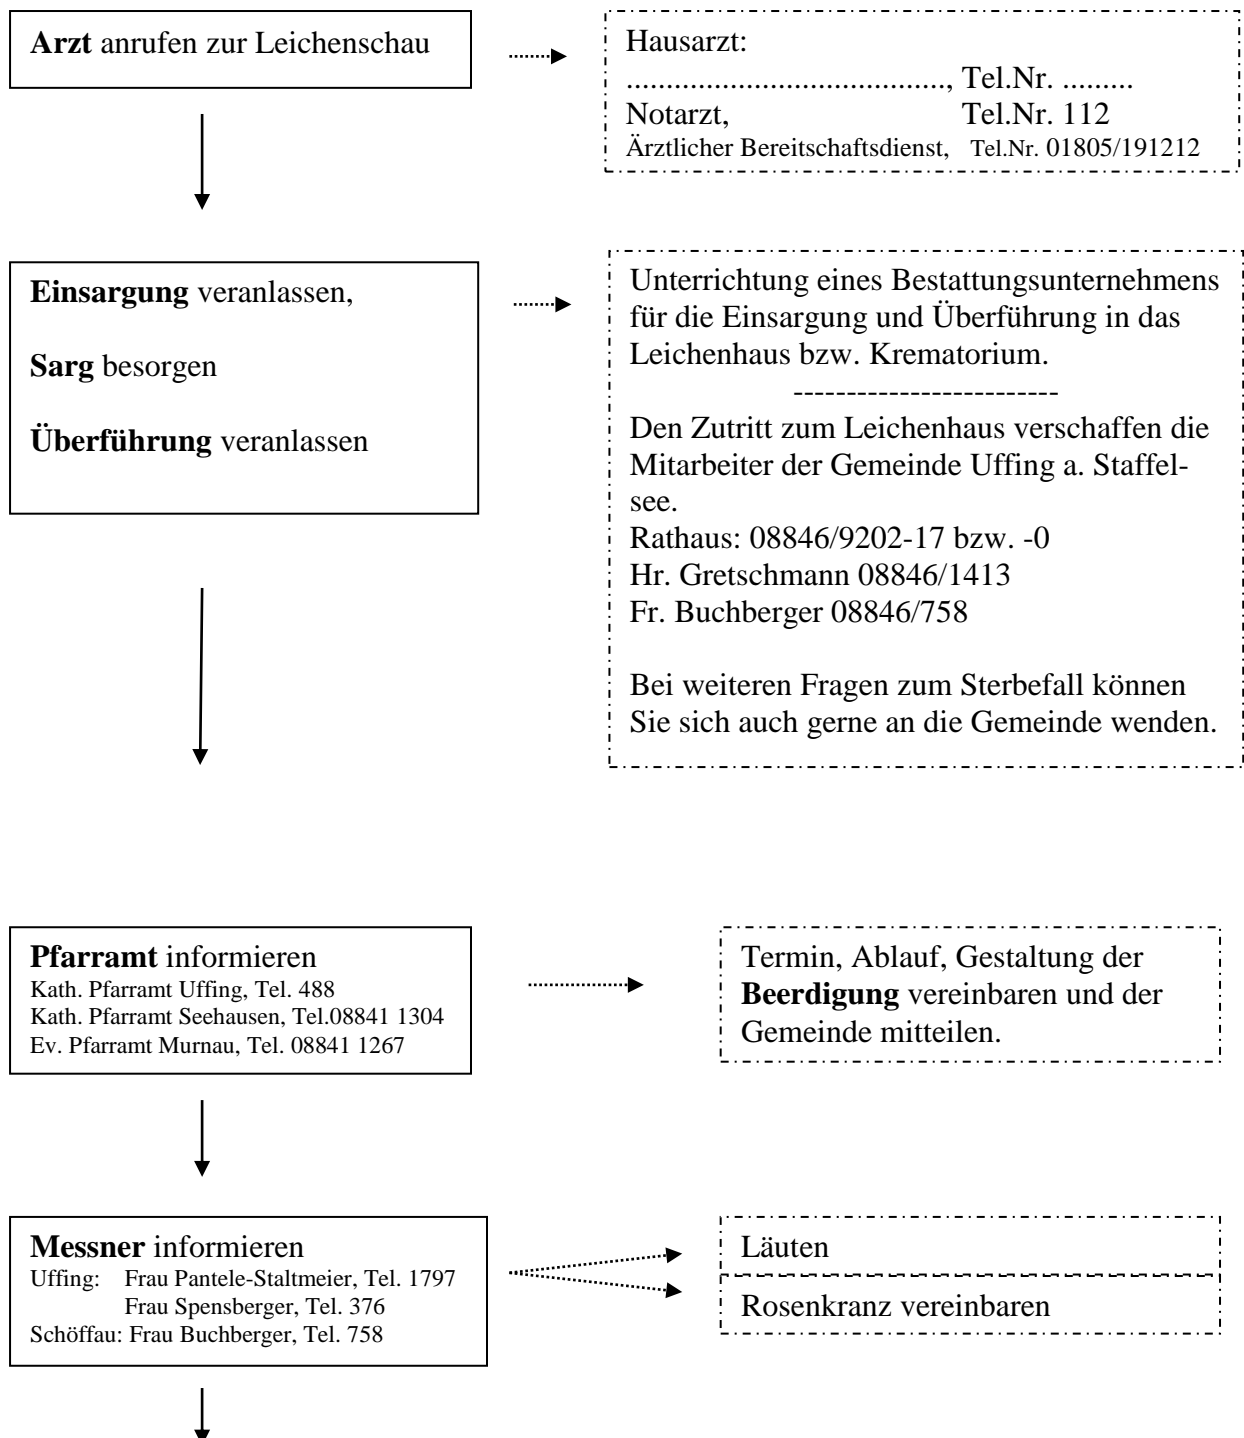 Arzt anrufen zur Leichenschau
Hausarzt:
........................................, Tel.Nr. .........
Notarzt, Tel.Nr. 112
Ärztlicher Bereitschaftsdienst, Tel.Nr. 01805/191212
Einsargung veranlassen,
Sarg besorgen
Überführung veranlassen
Unterrichtung eines Bestattungsunternehmens
für die Einsargung und Überführung in das
Leichenhaus bzw. Krematorium.
-------------------------
Den Zutritt zum Leichenhaus verschaffen die
Mitarbeiter der Gemeinde Uffing a. Staffel-
see.
Rathaus: 08846/9202-17 bzw. -0
Hr. Gretschmann 08846/1413
Fr. Buchberger 08846/758
Bei weiteren Fragen zum Sterbefall können
Sie sich auch gerne an die Gemeinde wenden.
Pfarramt informieren
Kath. Pfarramt Uffing, Tel. 488
Kath. Pfarramt Seehausen, Tel.08841 1304
Ev. Pfarramt Murnau, Tel. 08841 1267
Termin, Ablauf, Gestaltung der
Beerdigung vereinbaren und der
Gemeinde mitteilen.
Messner informieren
Uffing: Frau Pantele-Staltmeier, Tel. 1797
Frau Spensberger, Tel. 376
Schöffau: Frau Buchberger, Tel. 758
Läuten
Rosenkranz vereinbaren